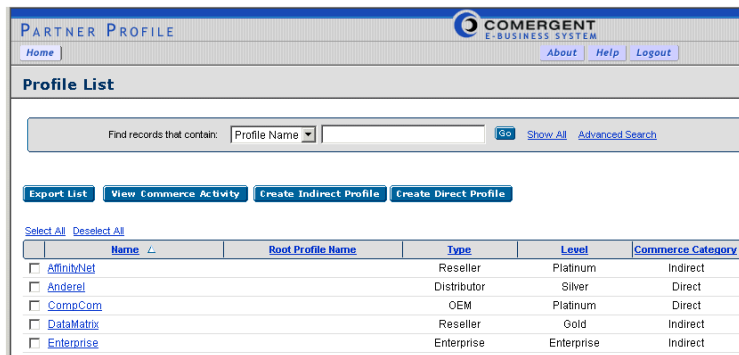 PARTNER PROFILE
COMERGENT
E-BUSINESS SYSTEM
Home About Help Logout
Profile List
Find records that contain: Profile Name Go Show All Advanced Search
Export List View Commerce Activity Create Indirect Profile Create Direct Profile
Select All Deselect All
Name Root Profile Name Type Level Commerce Category
AffinityNet Reseller Platinum Indirect
Anderel Distributor Silver Direct
CompCom OEM Platinum Direct
DataMatrix Reseller Gold Indirect
Enterprise Enterprise Enterprise Indirect